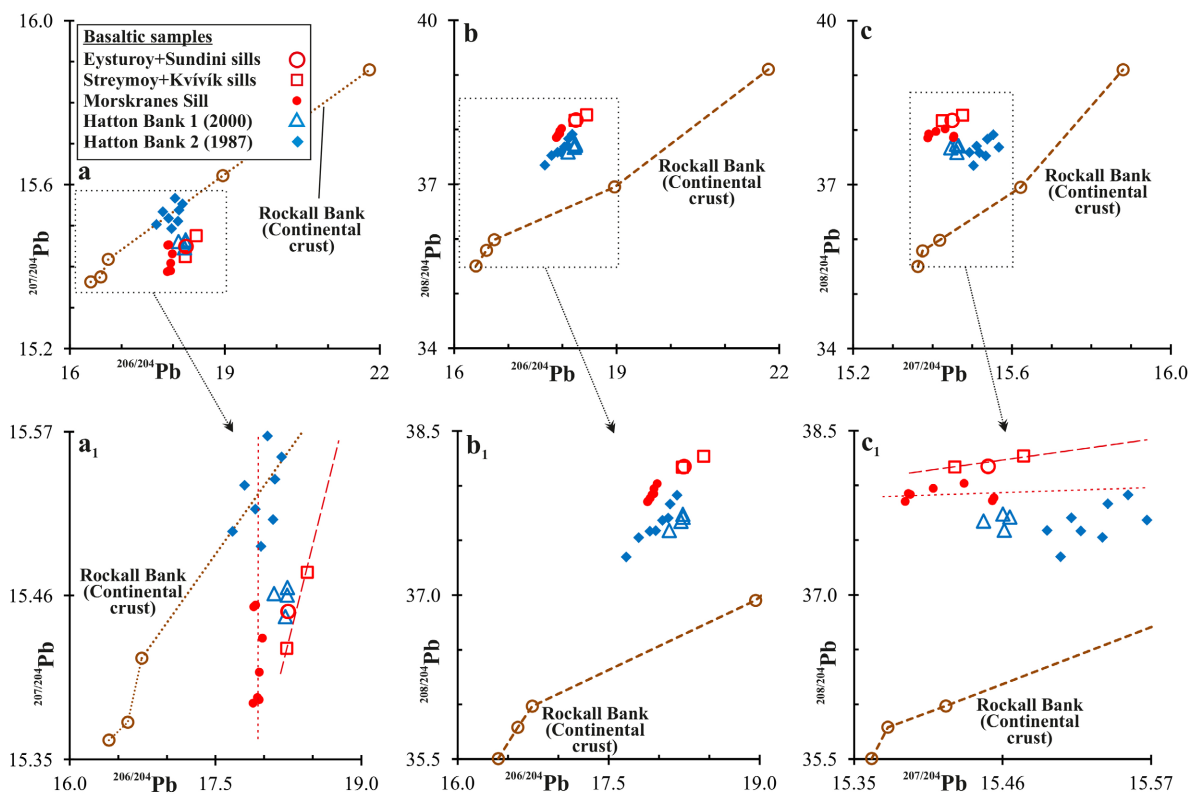 16.0
15.6
15.2
207/204Pb
Basaltic samples
Eysturoy+Sundini sills
Streymoy+Kvívík sills
Morskranes Sill
Hatton Bank 1 (2000)
Hatton Bank 2 (1987)
a
Rockall Bank
(Continental
crust)
16
19
22
206/204Pb
40
37
34
208/204Pb
b
Rockall Bank
(Continental
crust)
16
19
22
206/204Pb
40
37
34
208/204Pb
c
Rockall Bank
(Continental
crust)
15.2
15.6
16.0
207/204Pb
15.57
15.46
15.35
207/204Pb
a1
Rockall Bank
(Continental
crust)
16.0
17.5
19.0
206/204Pb
38.5
37.0
35.5
208/204Pb
b1
Rockall Bank
(Continental
crust)
16.0
17.5
19.0
206/204Pb
38.5
37.0
35.5
208/204Pb
c1
Rockall Bank
(Continental
crust)
15.35
15.46
15.57
207/204Pb